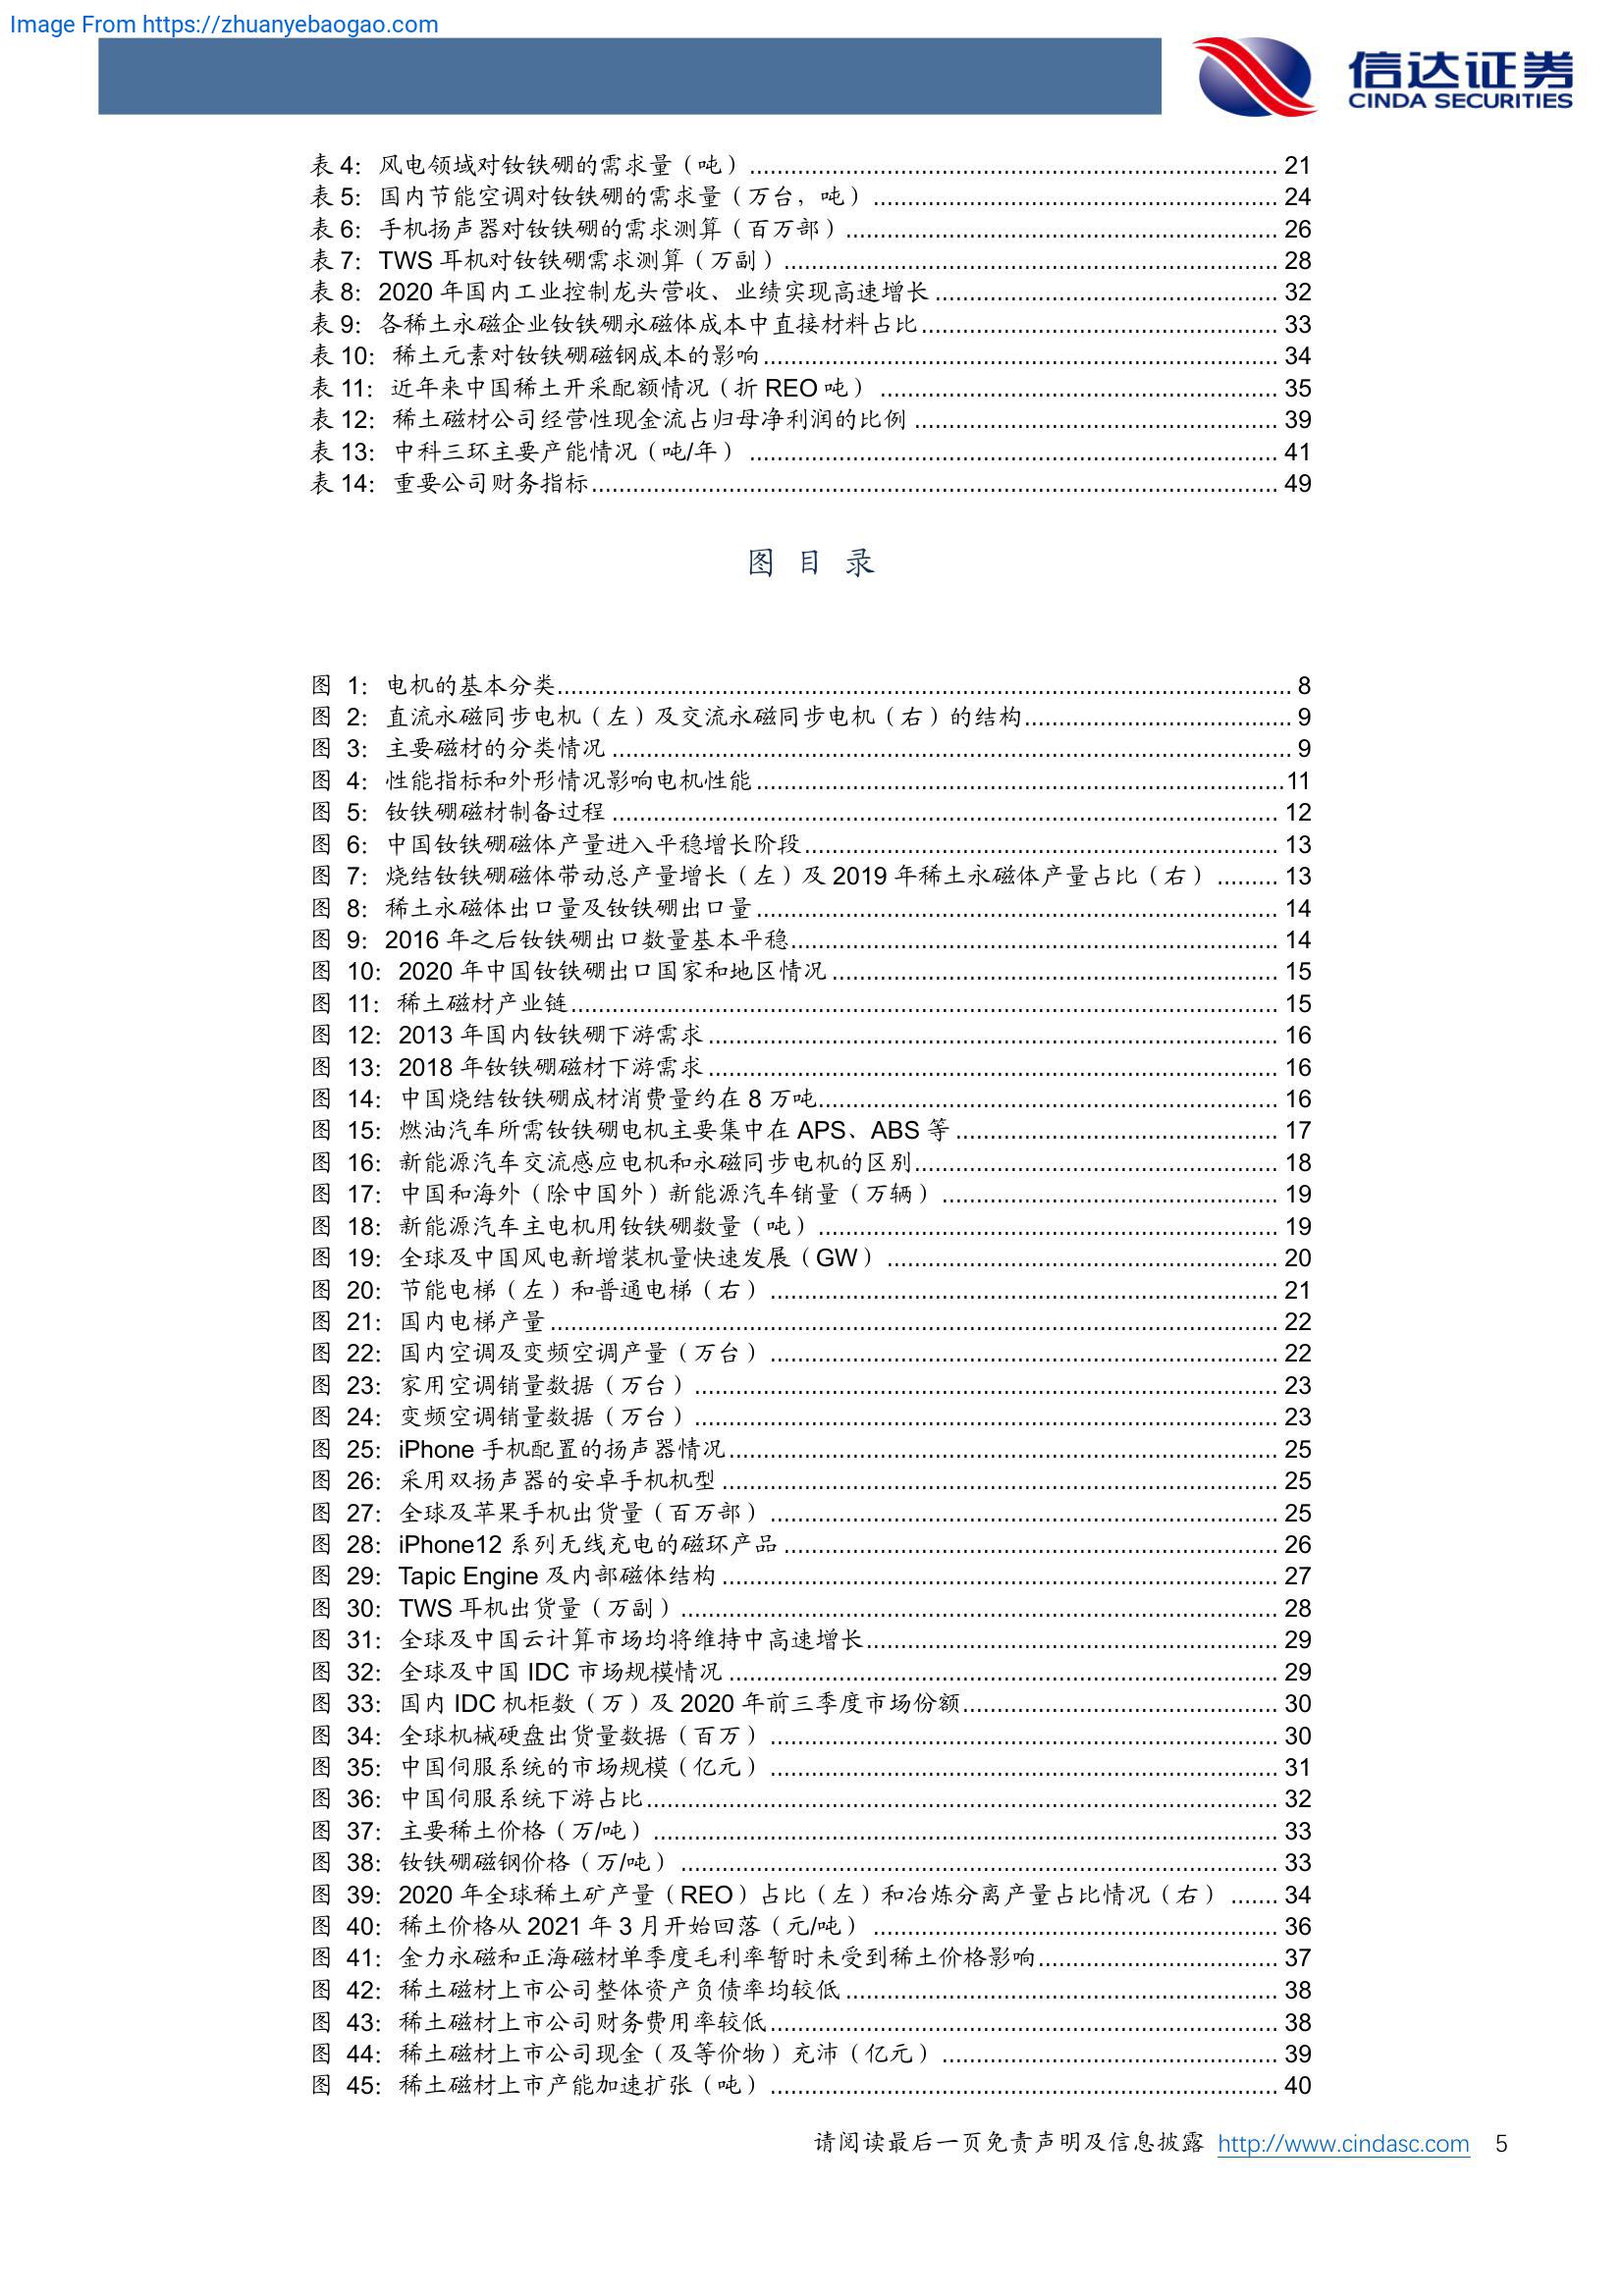 Image From https://zhuanyebaogao.com
信达证券
CINDA SECURITIES
表 4：风电领域对钕铁硼的需求量（吨）................ 21
表 5：国内节能空调对钕铁硼的需求量（万台，吨）................ 24
表 6：手机扬声器对钕铁硼的需求测算（百万部）................ 26
表 7：TWS 耳机对钕铁硼需求测算（万副）................ 28
表 8：2020 年国内工业控制龙头营收、业绩实现高速增长................ 32
表 9：各稀土永磁企业钕铁硼永磁体成本中直接材料占比................ 33
表 10：稀土元素对钕铁硼磁钢成本的影响................ 34
表 11：近年来中国稀土开采配额情况（折 REO 吨）................ 35
表 12：稀土磁材公司经营性现金流占归母净利润的比例................ 39
表 13：中科三环主要产能情况（吨/年）................ 41
表 14：重要公司财务指标................ 49
图 目 录
图 1：电机的基本分类................ 8
图 2：直流永磁同步电机（左）及交流永磁同步电机（右）的结构................ 9
图 3：主要磁材的分类情况................ 9
图 4：性能指标和外形情况影响电机性能................ 11
图 5：钕铁硼磁材制备过程................ 12
图 6：中国钕铁硼磁体产量进入平稳增长阶段................ 13
图 7：烧结钕铁硼磁体带动总产量增长（左）及 2019 年稀土永磁体产量占比（右）......... 13
图 8：稀土永磁体出口量及钕铁硼出口量................ 14
图 9：2016 年之后钕铁硼出口数量基本平稳................ 14
图 10：2020 年中国钕铁硼出口国家和地区情况................ 15
图 11：稀土磁材产业链................ 15
图 12：2013 年国内钕铁硼下游需求................ 16
图 13：2018 年钕铁硼磁材下游需求................ 16
图 14：中国烧结钕铁硼成材消费量约在 8 万吨................ 16
图 15：燃油汽车所需钕铁硼电机主要集中在 APS、ABS 等................ 17
图 16：新能源汽车交流感应电机和永磁同步电机的区别................ 18
图 17：中国和海外（除中国外）新能源汽车销量（万辆）................ 19
图 18：新能源汽车主电机用钕铁硼数量（吨）................ 19
图 19：全球及中国风电新增装机量快速发展（GW）................ 20
图 20：节能电梯（左）和普通电梯（右）................ 21
图 21：国内电梯产量................ 22
图 22：国内空调及变频空调产量（万台）................ 22
图 23：家用空调销量数据（万台）................ 23
图 24：变频空调销量数据（万台）................ 23
图 25：iPhone 手机配置的扬声器情况................ 25
图 26：采用双扬声器的安卓手机机型................ 25
图 27：全球及苹果手机出货量（百万部）................ 25
图 28：iPhone12 系列无线充电的磁环产品................ 26
图 29：Tapic Engine 及内部磁体结构................ 27
图 30：TWS 耳机出货量（万副）................ 28
图 31：全球及中国云计算市场均将维持中高速增长................ 29
图 32：全球及中国 IDC 市场规模情况................ 29
图 33：国内 IDC 机柜数（万）及 2020 年前三季度市场份额................ 30
图 34：全球机械硬盘出货量数据（百万）................ 30
图 35：中国伺服系统的市场规模（亿元）................ 31
图 36：中国伺服系统下游占比................ 32
图 37：主要稀土价格（万/吨）................ 33
图 38：钕铁硼磁钢价格（万/吨）................ 33
图 39：2020 年全球稀土矿产量（REO）占比（左）和冶炼分离产量占比情况（右）....... 34
图 40：稀土价格从 2021 年 3 月开始回落（元/吨）................ 36
图 41：金力永磁和正海磁材单季度毛利率暂时未受到稀土价格影响................ 37
图 42：稀土磁材上市公司整体资产负债率均较低................ 38
图 43：稀土磁材上市公司财务费用率较低................ 38
图 44：稀土磁材上市公司现金（及等价物）充沛（亿元）................ 39
图 45：稀土磁材上市产能加速扩张（吨）................ 40
请阅读最后一页免责声明及信息披露 http://www.cindasc.com 5